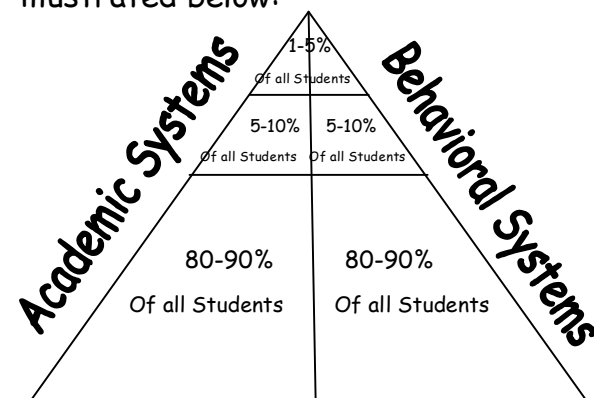 illustrated below:
1-5%
Of all Students
5-10% 5-10%
Of all Students Of all Students
80-90% 80-90%
Of all Students Of all Students
Academic Systems
Behavioral Systems